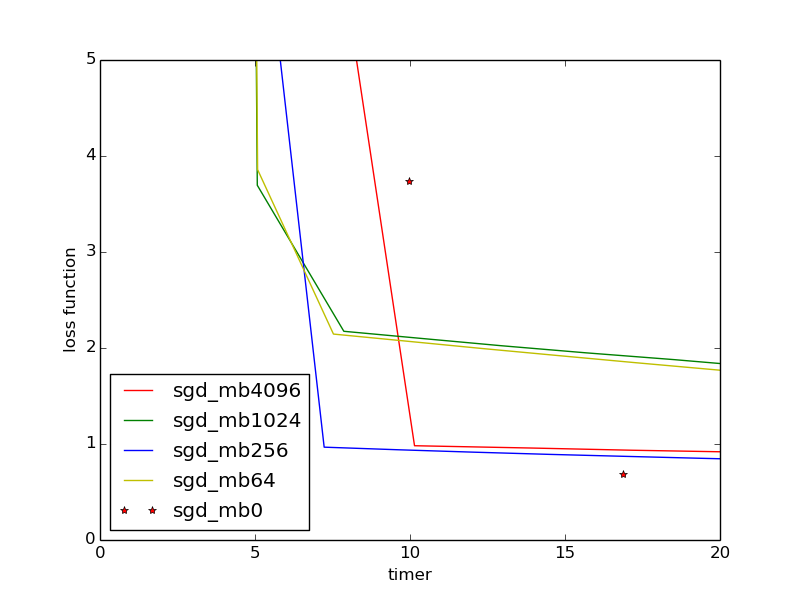 5
4
3
2
1
0
loss function
sgd_mb4096
sgd_mb1024
sgd_mb256
sgd_mb64
sgd_mb0
0 5 10 15 20
timer